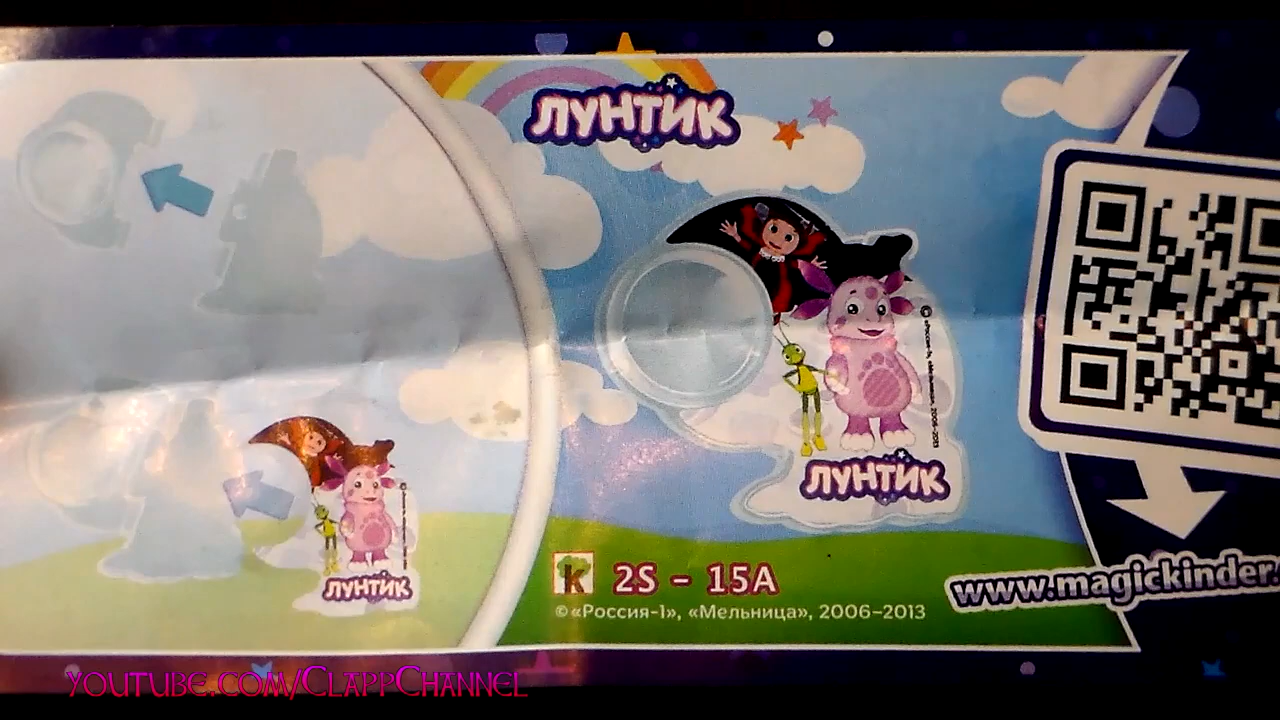 ЛУНТИК
ЛУНТИК
ЛУНТИК
K
2S - 15A
©«Россия-1», «Мельница», 2006-2013
www.magickinder.
YOUTUBE.COM/CLAPPCHANNEL